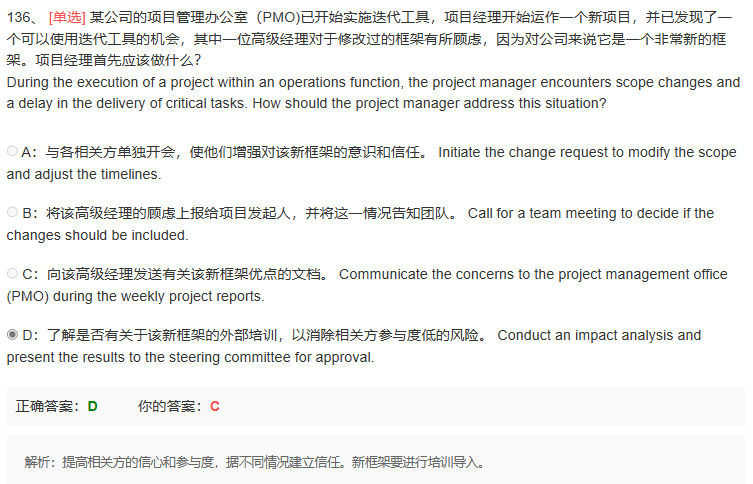 136、 [单选] 某公司的项目管理办公室（PMO)已开始实施迭代工具，项目经理开始运作一个新项目，并已发现了一
个可以使用迭代工具的机会，其中一位高级经理对于修改过的框架有所顾虑，因为对公司来说它是一个非常新的框
架。项目经理首先应该做什么？
During the execution of a project within an operations function, the project manager encounters scope changes and
a delay in the delivery of critical tasks. How should the project manager address this situation?
A：与各相关方单独开会，使他们增强对该新框架的意识和信任。 Initiate the change request to modify the scope
and adjust the timelines.
B：将该高级经理的顾虑上报给项目发起人，并将这一情况告知团队。 Call for a team meeting to decide if the
changes should be included.
C：向该高级经理发送有关该新框架优点的文档。 Communicate the concerns to the project management office
(PMO) during the weekly project reports.
D：了解是否有关于该新框架的外部培训，以消除相关方参与度低的风险。 Conduct an impact analysis and
present the results to the steering committee for approval.
正确答案：D 你的答案：C
解析：提高相关方的信心和参与度，据不同情况建立信任。新框架要进行培训导入。